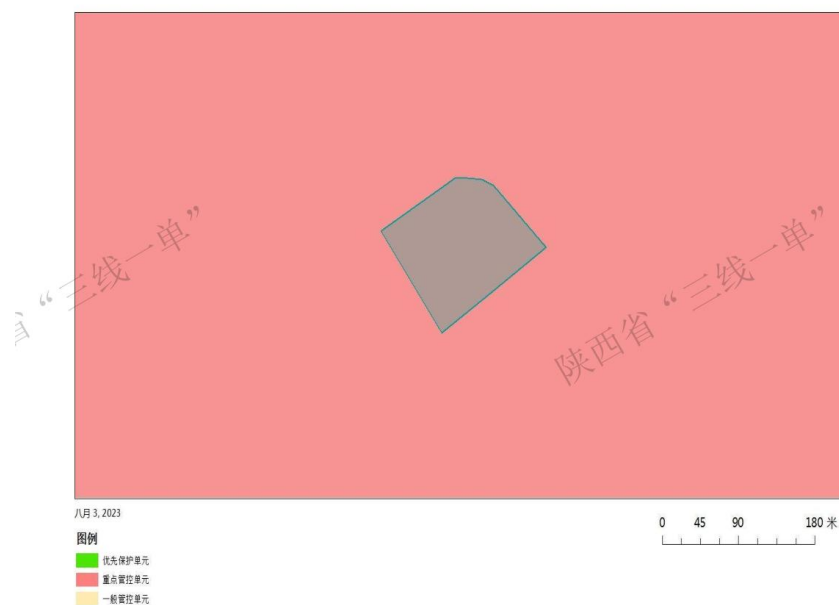 省“三线一单”
陕西省“三线一单”
八月 3, 2023
0 45 90 180 米
图例
优先保护单元
重点管控单元
一般管控单元